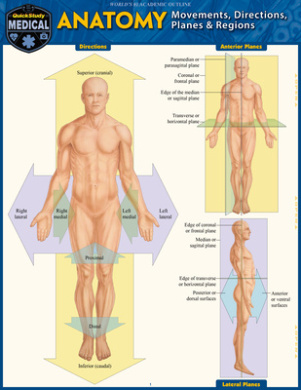 WORLD'S #1 ACADEMIC OUTLINE
QuickStudy
MEDICAL
ANATOMY
Movements, Directions,
Planes & Regions
Directions
Superior (cranial)
Right
lateral
Right
medial
Left
medial
Left
lateral
Proximal
Distal
Inferior (caudal)
Anterior Planes
Paramedian or
parasagittal plane
Coronal or
frontal plane
Edge of the median
or sagittal plane
Transverse or
horizontal plane
Edge of coronal
or frontal plane
Median or
sagittal plane
Edge of transverse
or horizontal plane
Posterior or
dorsal surfaces
Anterior
or ventral
surfaces
Lateral Planes
1